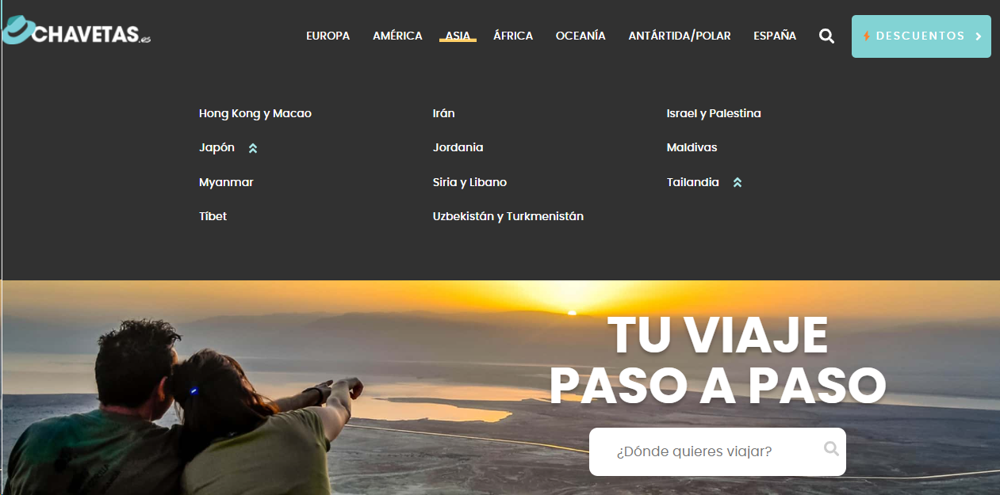 CHAVETAS.es
EUROPA AMÉRICA ASIA ÁFRICA OCEANÍA ANTÁRTIDA/POLAR ESPAÑA DESCUENTOS
Hong Kong y Macao Irán Israel y Palestina
Japón Jordania Maldivas
Myanmar Siria y Libano Tailandia
Tíbet Uzbekistán y Turkmenistán
TU VIAJE
PASO A PASO
¿Dónde quieres viajar?